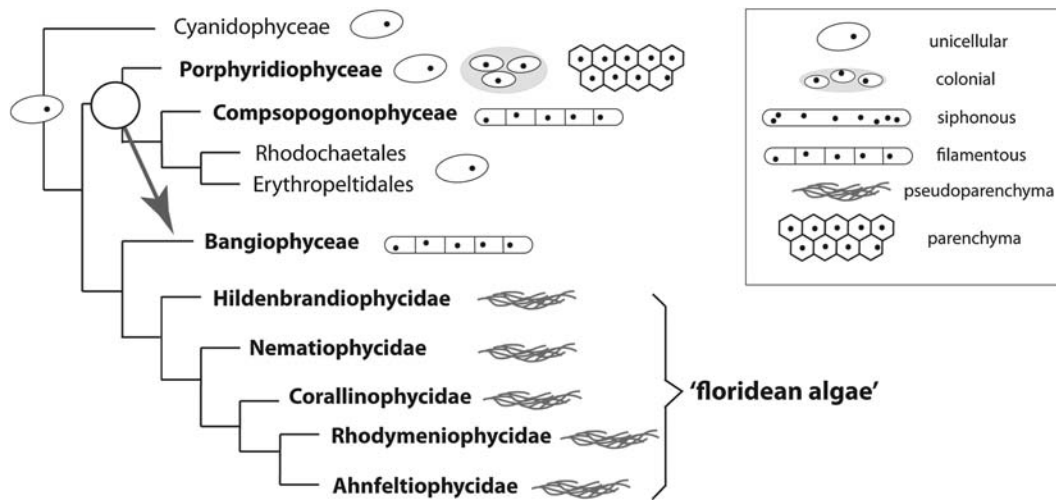 Cyanidophyceae
Porphyridiophyceae
Compsopogonophyceae
Rhodochaetales
Erythropeltidales
Bangiophyceae
Hildenbrandiophycidae
Nematiophycidae
Corallinophycidae
Rhodymeniophycidae
Ahnfeltiophycidae
'floridean algae'
unicellular
colonial
siphonous
filamentous
pseudoparenchyma
parenchyma